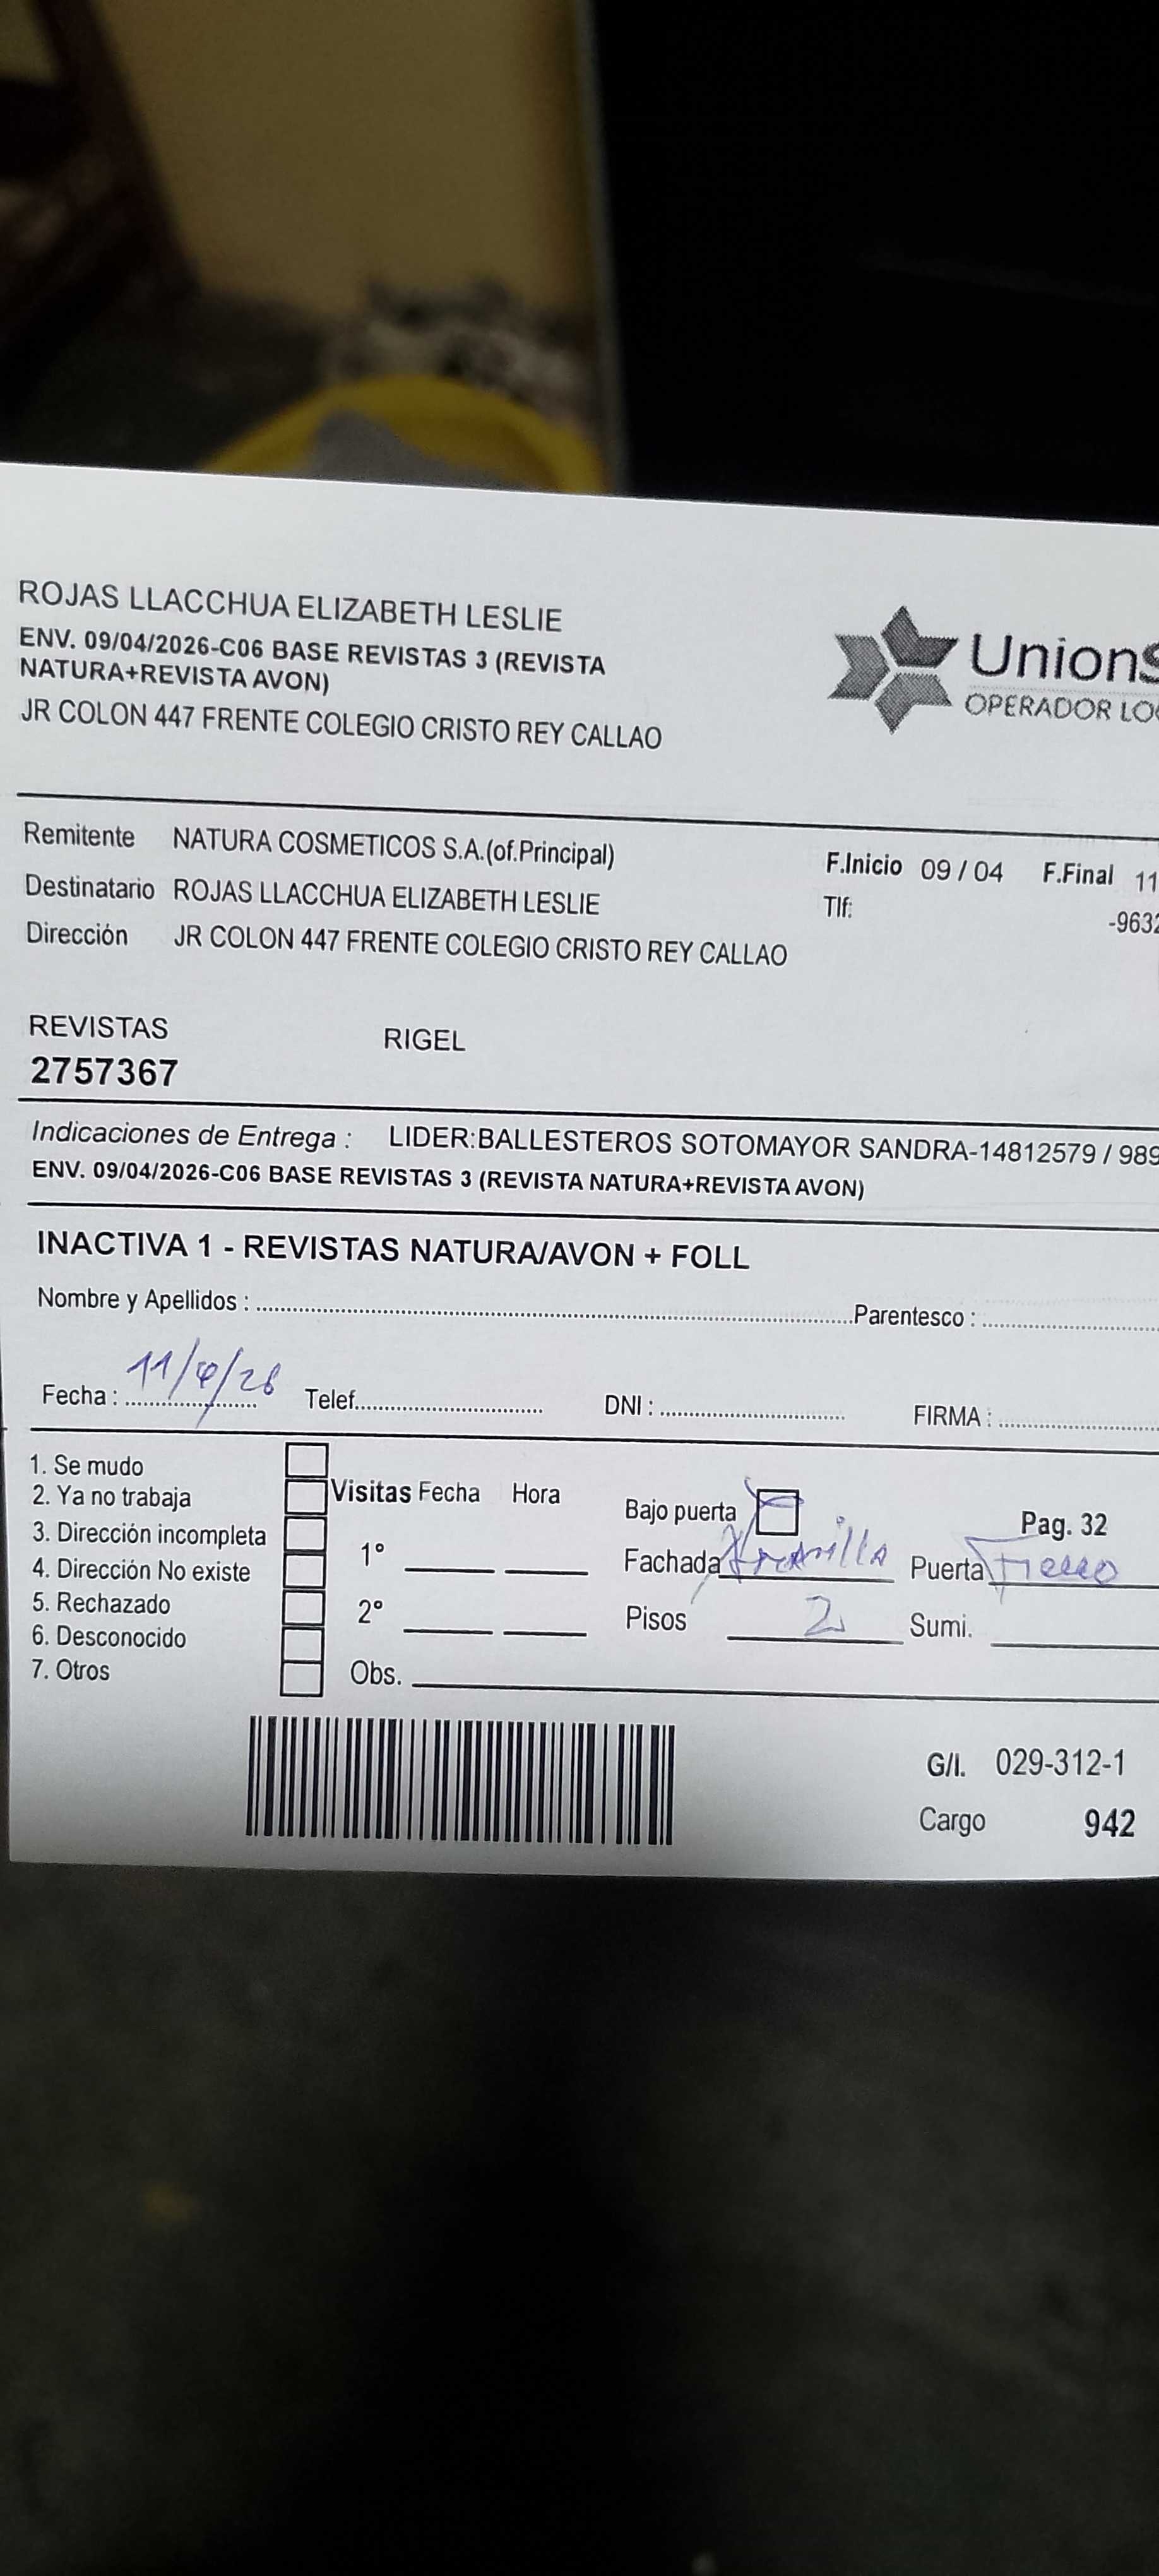 ROJAS LLACCHUA ELIZABETH LESLIE
ENV. 09/04/2026-C06 BASE REVISTAS 3 (REVISTA
NATURA+REVISTA AVON)
JR COLON 447 FRENTE COLEGIO CRISTO REY CALLAO
UnionS
OPERADOR LO
Remitente NATURA COSMETICOS S.A.(of.Principal)
F.Inicio 09 / 04 F.Final 11
Destinatario ROJAS LLACCHUA ELIZABETH LESLIE
Tlf: -9632
Dirección JR COLON 447 FRENTE COLEGIO CRISTO REY CALLAO
REVISTAS RIGEL
2757367
Indicaciones de Entrega : LIDER:BALLESTEROS SOTOMAYOR SANDRA-14812579 / 989
ENV. 09/04/2026-C06 BASE REVISTAS 3 (REVISTA NATURA+REVISTA AVON)
INACTIVA 1 - REVISTAS NATURA/AVON + FOLL
Nombre y Apellidos : Parentesco :
Fecha : 11/4/26 Telef. DNI : FIRMA :
1. Se mudo
2. Ya no trabaja
3. Dirección incompleta
4. Dirección No existe
5. Rechazado
6. Desconocido
7. Otros
Visitas Fecha Hora
1°
2°
Obs.
Bajo puerta Pag. 32
Fachada Puerta Fierro
Pisos 2 Sumi.
G/I. 029-312-1
Cargo 942